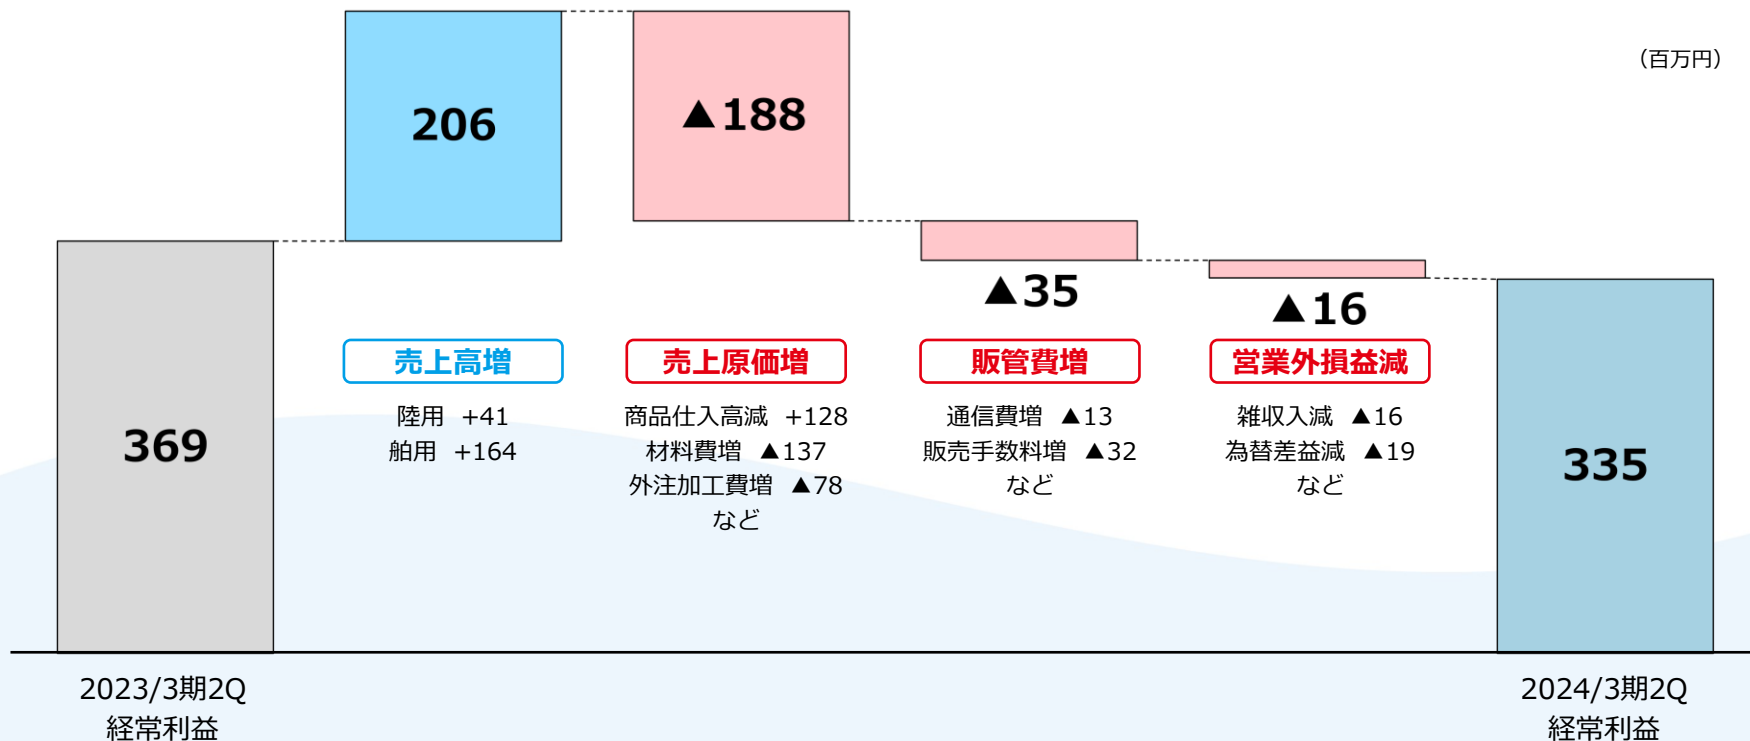 （百万円）
206
▲188
369
▲35
▲16
335
売上高増
陸用 +41
舶用 +164
売上原価増
商品仕入高減 +128
材料費増 ▲137
外注加工費増 ▲78
など
販管費増
通信費増 ▲13
販売手数料増 ▲32
など
営業外損益減
雑収入減 ▲16
為替差益減 ▲19
など
2023/3期2Q
経常利益
2024/3期2Q
経常利益